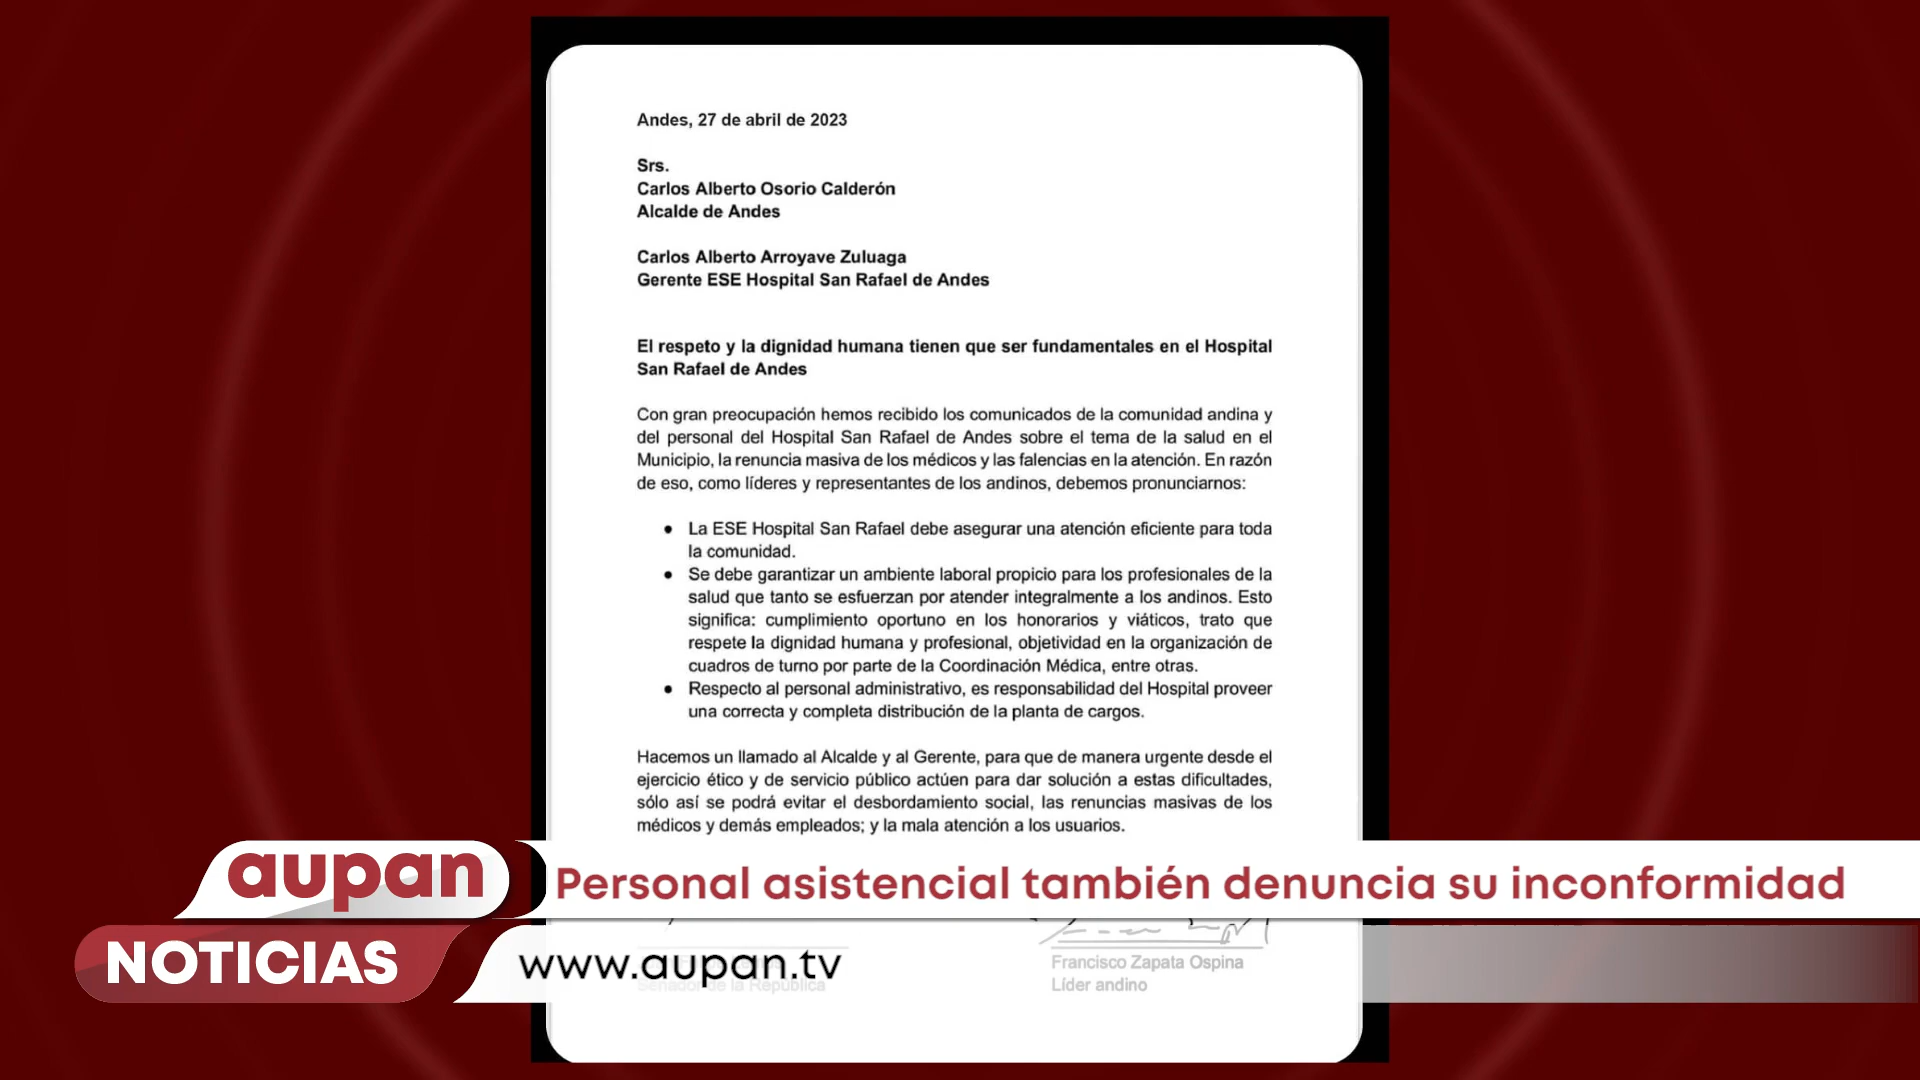 Andes, 27 de abril de 2023
Srs.
Carlos Alberto Osorio Calderón
Alcalde de Andes
Carlos Alberto Arroyave Zuluaga
Gerente ESE Hospital San Rafael de Andes
El respeto y la dignidad humana tienen que ser fundamentales en el Hospital
San Rafael de Andes
Con gran preocupación hemos recibido los comunicados de la comunidad andina y
del personal del Hospital San Rafael de Andes sobre el tema de la salud en el
Municipio, la renuncia masiva de los médicos y las falencias en la atención. En razón
de eso, como líderes y representantes de los andinos, debemos pronunciarnos:
● La ESE Hospital San Rafael debe asegurar una atención eficiente para toda
la comunidad.
● Se debe garantizar un ambiente laboral propicio para los profesionales de la
salud que tanto se esfuerzan por atender integralmente a los andinos. Esto
significa: cumplimiento oportuno en los honorarios y viáticos, trato que
respete la dignidad humana y profesional, objetividad en la organización de
cuadros de turno por parte de la Coordinación Médica, entre otras.
● Respecto al personal administrativo, es responsabilidad del Hospital proveer
una correcta y completa distribución de la planta de cargos.
Hacemos un llamado al Alcalde y al Gerente, para que de manera urgente desde el
ejercicio ético y de servicio público actúen para dar solución a estas dificultades,
sólo así se podrá evitar el desbordamiento social, las renuncias masivas de los
médicos y demás empleados; y la mala atención a los usuarios.
aupan
Personal asistencial también denuncia su inconformidad
NOTICIAS
www.aupan.tv
Senador de la República
Francisco Zapata Ospina
Líder andino